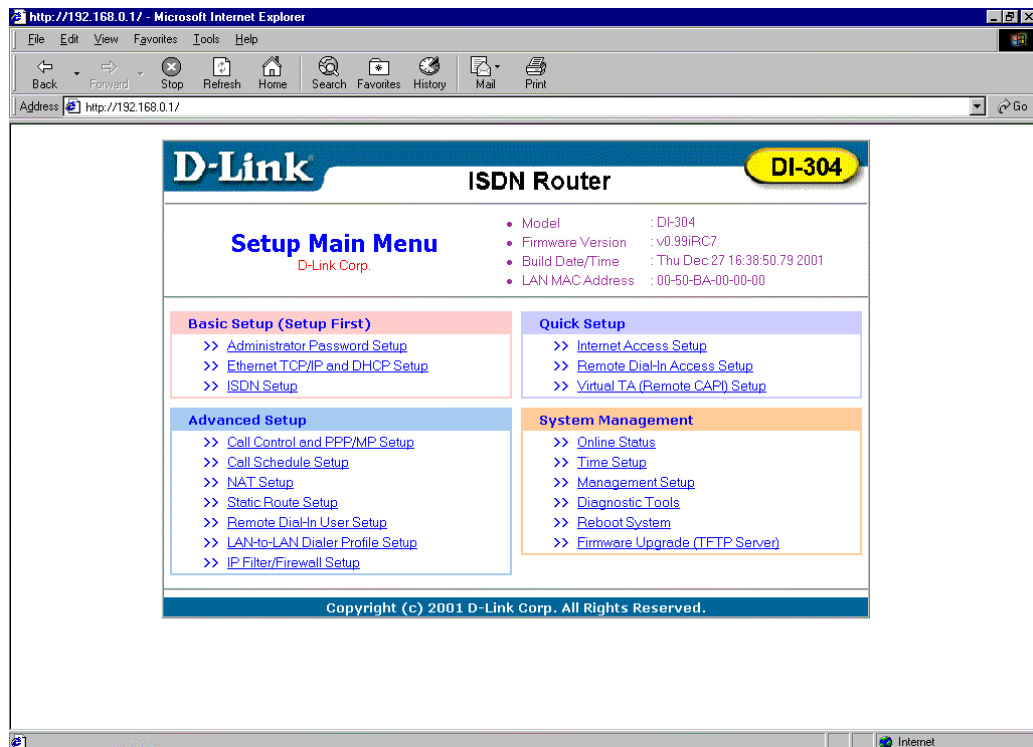 http://192.168.0.1/ - Microsoft Internet Explorer
File Edit View Favorites Tools Help
Back Forward Stop Refresh Home Search Favorites History Mail Print
Address http://192.168.0.1/ Go
D-Link
ISDN Router
DI-304
Setup Main Menu
D-Link Corp.
• Model : DI-304
• Firmware Version : v0.99iRC7
• Build Date/Time : Thu Dec 27 16:38:50.79 2001
• LAN MAC Address : 00-50-BA-00-00-00
Basic Setup (Setup First)
>> Administrator Password Setup
>> Ethernet TCP/IP and DHCP Setup
>> ISDN Setup
Quick Setup
>> Internet Access Setup
>> Remote Dial-In Access Setup
>> Virtual TA (Remote CAPI) Setup
Advanced Setup
>> Call Control and PPP/MP Setup
>> Call Schedule Setup
>> NAT Setup
>> Static Route Setup
>> Remote Dial-In User Setup
>> LAN-to-LAN Dialer Profile Setup
>> IP Filter/Firewall Setup
System Management
>> Online Status
>> Time Setup
>> Management Setup
>> Diagnostic Tools
>> Reboot System
>> Firmware Upgrade (TFTP Server)
Copyright (c) 2001 D-Link Corp. All Rights Reserved.
Internet